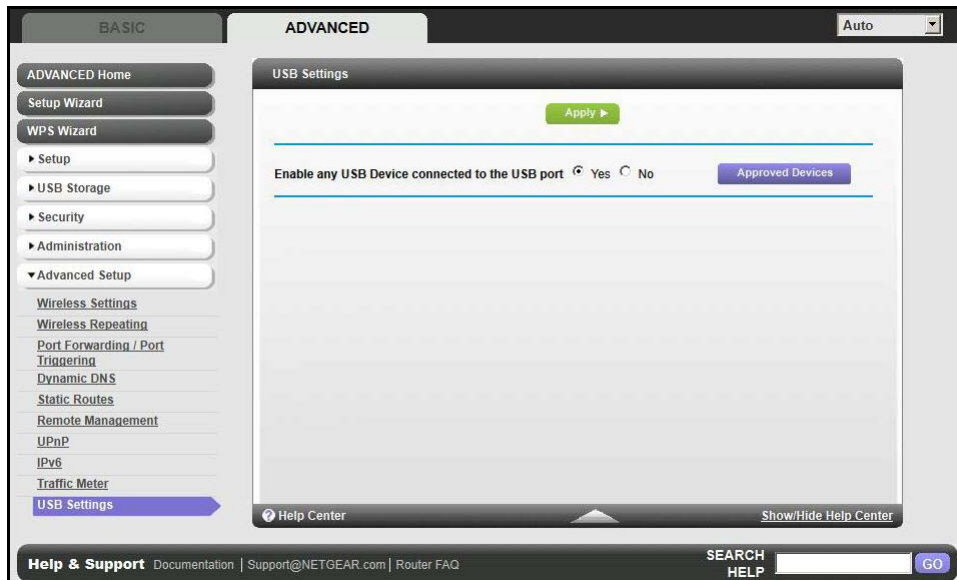 BASIC
ADVANCED
Auto
ADVANCED Home
Setup Wizard
WPS Wizard
Setup
USB Storage
Security
Administration
Advanced Setup
Wireless Settings
Wireless Repeating
Port Forwarding / Port
Triggering
Dynamic DNS
Static Routes
Remote Management
UPnP
IPv6
Traffic Meter
USB Settings
USB Settings
Apply
Enable any USB Device connected to the USB port Yes No Approved Devices
Help Center Show/Hide Help Center
Help & Support Documentation | Support@NETGEAR.com | Router FAQ
SEARCH
HELP
GO